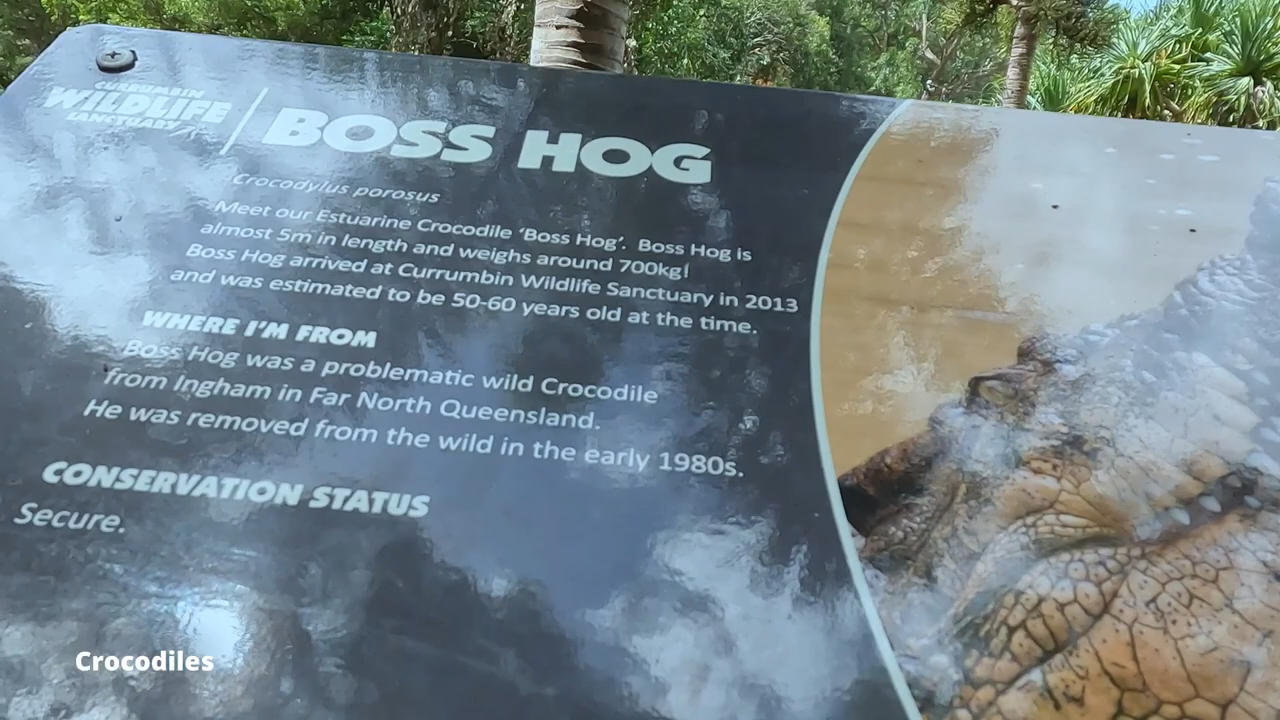 CURRUMBIN
WILDLIFE
SANCTUARY
BOSS HOG
Crocodylus porosus
Meet our Estuarine Crocodile ‘Boss Hog’. Boss Hog is
almost 5m in length and weighs around 700kg!
Boss Hog arrived at Currumbin Wildlife Sanctuary in 2013
and was estimated to be 50-60 years old at the time.
WHERE I'M FROM
Boss Hog was a problematic wild Crocodile
from Ingham in Far North Queensland.
He was removed from the wild in the early 1980s.
CONSERVATION STATUS
Secure.
Crocodiles